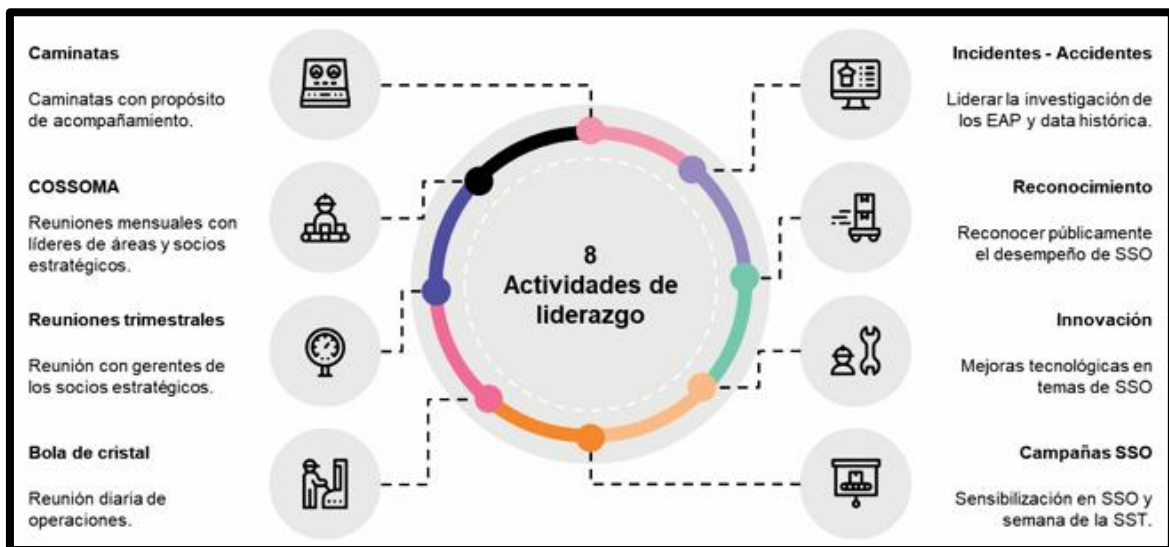 Caminatas
Caminatas con propósito
de acompañamiento.
COSSOMA
Reuniones mensuales con
líderes de áreas y socios
estratégicos.
Reuniones trimestrales
Reunión con gerentes de
los socios estratégicos.
Bola de cristal
Reunión diaría de
operaciones.
8
Actividades de
liderazgo
Incidentes - Accidentes
Liderar la investigación de
los EAP y data histórica.
Reconocimiento
Reconocer públicamente
el desempeño de SSO
Innovación
Mejoras tecnológicas en
temas de SSO
Campañas SSO
Sensibilización en SSO y
semana de la SST.